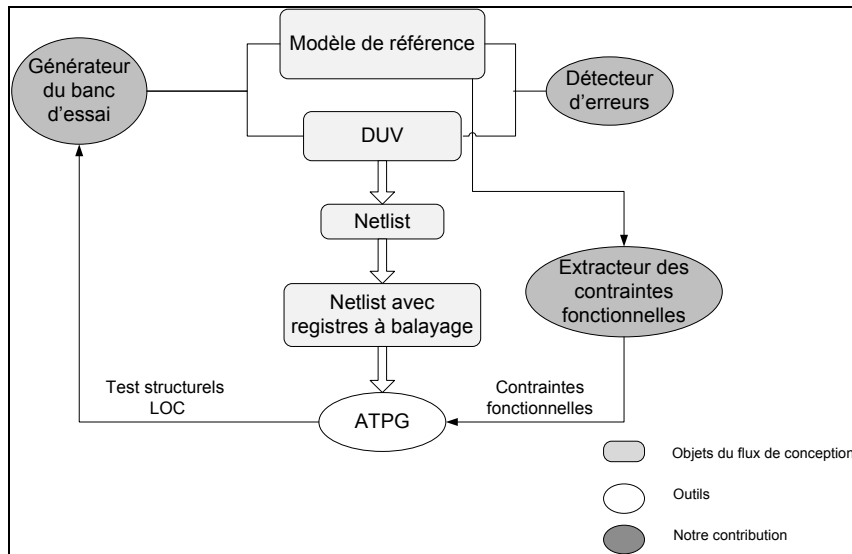 Modèle de référence
Générateur
du banc
d'essai
Détecteur
d'erreurs
DUV
Netlist
Extracteur des
contraintes
fonctionnelles
Netlist avec
registres à balayage
Test structurels
LOC
Contraintes
fonctionnelles
ATPG
Objets du flux de conception
Outils
Notre contribution